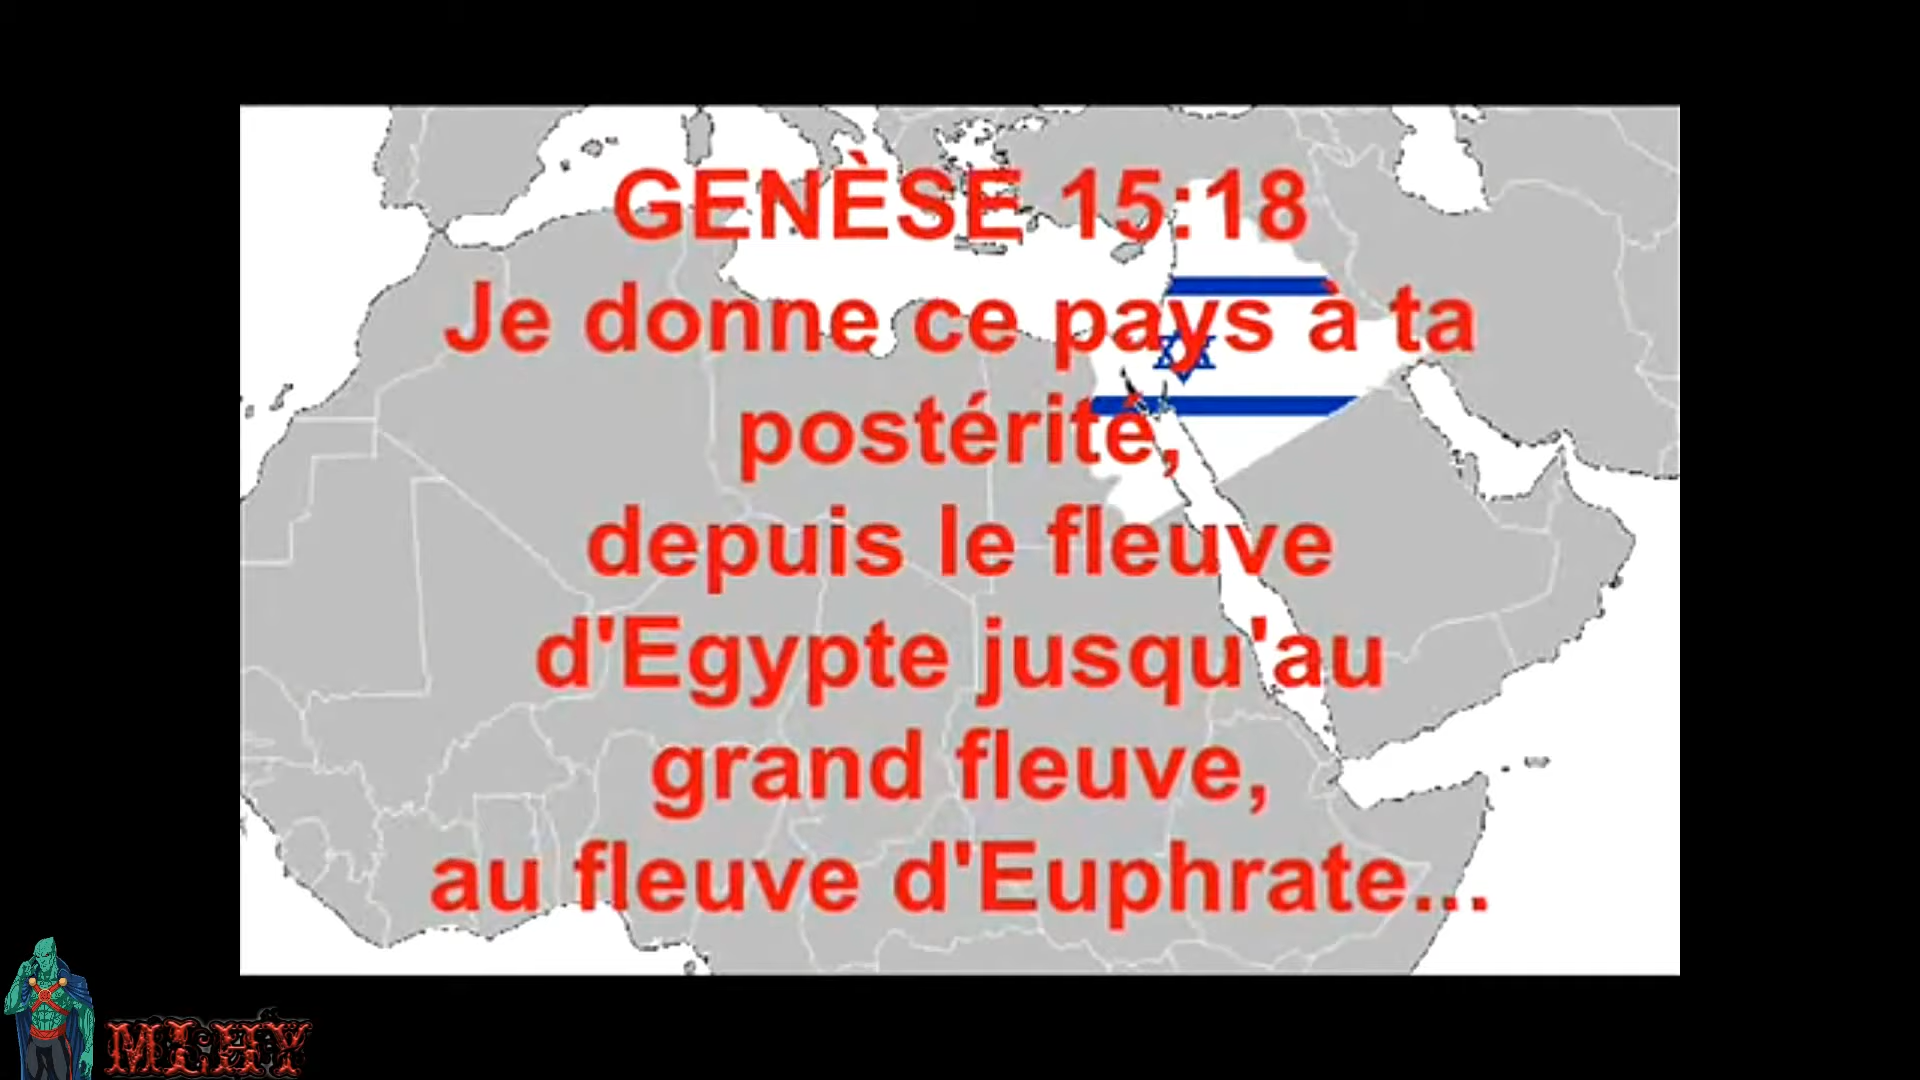 GENÈSE 15:18
Je donne ce pays à ta
postérité,
depuis le fleuve
d'Egypte jusqu'au
grand fleuve,
au fleuve d'Euphrate...